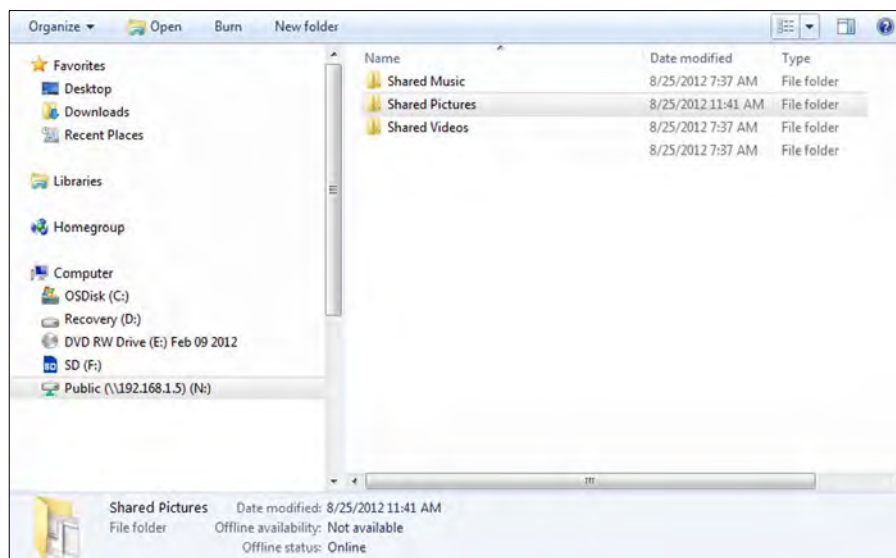 Organize Open Burn New folder
Favorites
Desktop
Downloads
Recent Places
Libraries
Homegroup
Computer
OSDisk (C:)
Recovery (D:)
DVD RW Drive (E:) Feb 09 2012
SD (F:)
Public (\\192.168.1.5) (N:)
Name Date modified Type
Shared Music 8/25/2012 7:37 AM File folder
Shared Pictures 8/25/2012 11:41 AM File folder
Shared Videos 8/25/2012 7:37 AM File folder
8/25/2012 7:37 AM File folder
Shared Pictures Date modified: 8/25/2012 11:41 AM
File folder Offline availability: Not available
Offline status: Online